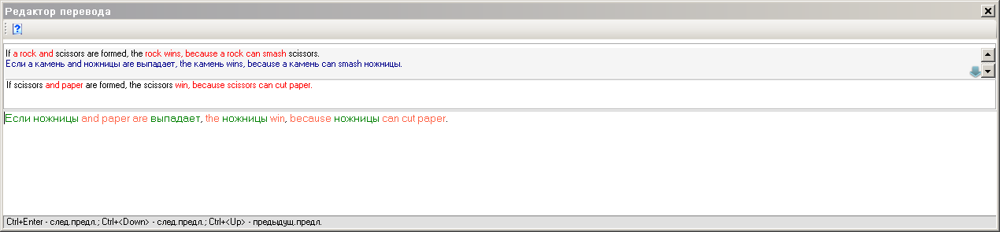 Редактор перевода
If a rock and scissors are formed, the rock wins, because a rock can smash scissors.
Если а камень and ножницы are выпадает, the камень wins, because a камень can smash ножницы.
If scissors and paper are formed, the scissors win, because scissors can cut paper.
Если ножницы and paper are выпадает, the ножницы win, because ножницы can cut paper.
Ctrl+Enter - след.предл.; Ctrl+<Down> - след.предл.; Ctrl+<Up> - предыдущ.предл.